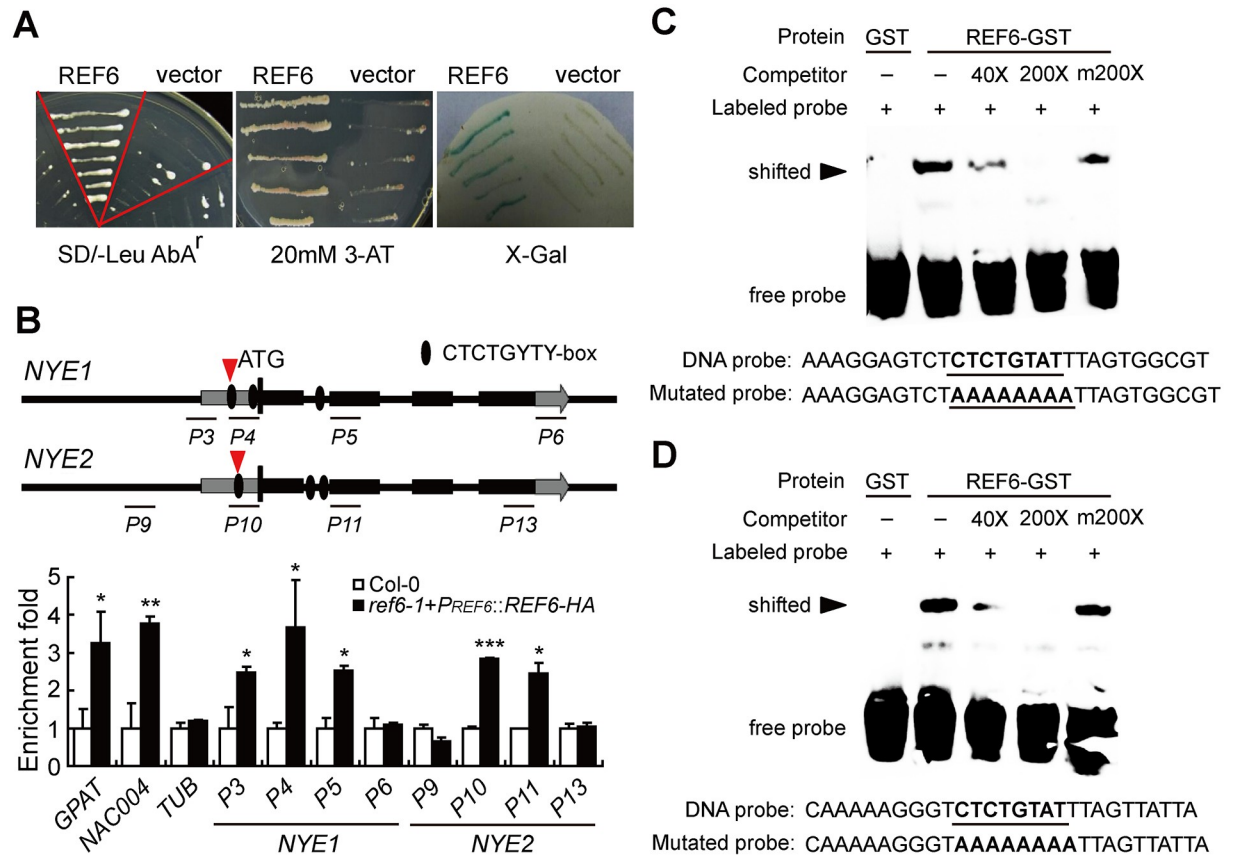 A
REF6 vector REF6 vector REF6 vector
SD/-Leu AbAr 20mM 3-AT X-Gal
B
ATG
CTCTGYTY-box
NYE1
P3 P4 P5 P6
NYE2
P9 P10 P11 P13
Enrichment fold
5
4
3
2
1
0
Col-0
ref6-1+PREF6::REF6-HA
* ** * * * *** *
GPAT NAC004 TUB P3 P4 P5 P6 P9 P10 P11 P13
NYE1 NYE2
C
Protein GST REF6-GST
Competitor – – 40X 200X m200X
Labeled probe + + + + +
shifted
free probe
DNA probe: AAAGGAGTCTCTCTGTATTTAGTGGCGT
Mutated probe: AAAGGAGTCTAAAAAAAATTAGTGGCGT
D
Protein GST REF6-GST
Competitor – – 40X 200X m200X
Labeled probe + + + + +
shifted
free probe
DNA probe: CAAAAAGGGTCTCTGTATTTAGTTATTA
Mutated probe: CAAAAAGGGTAAAAAAAATTAGTTATTA